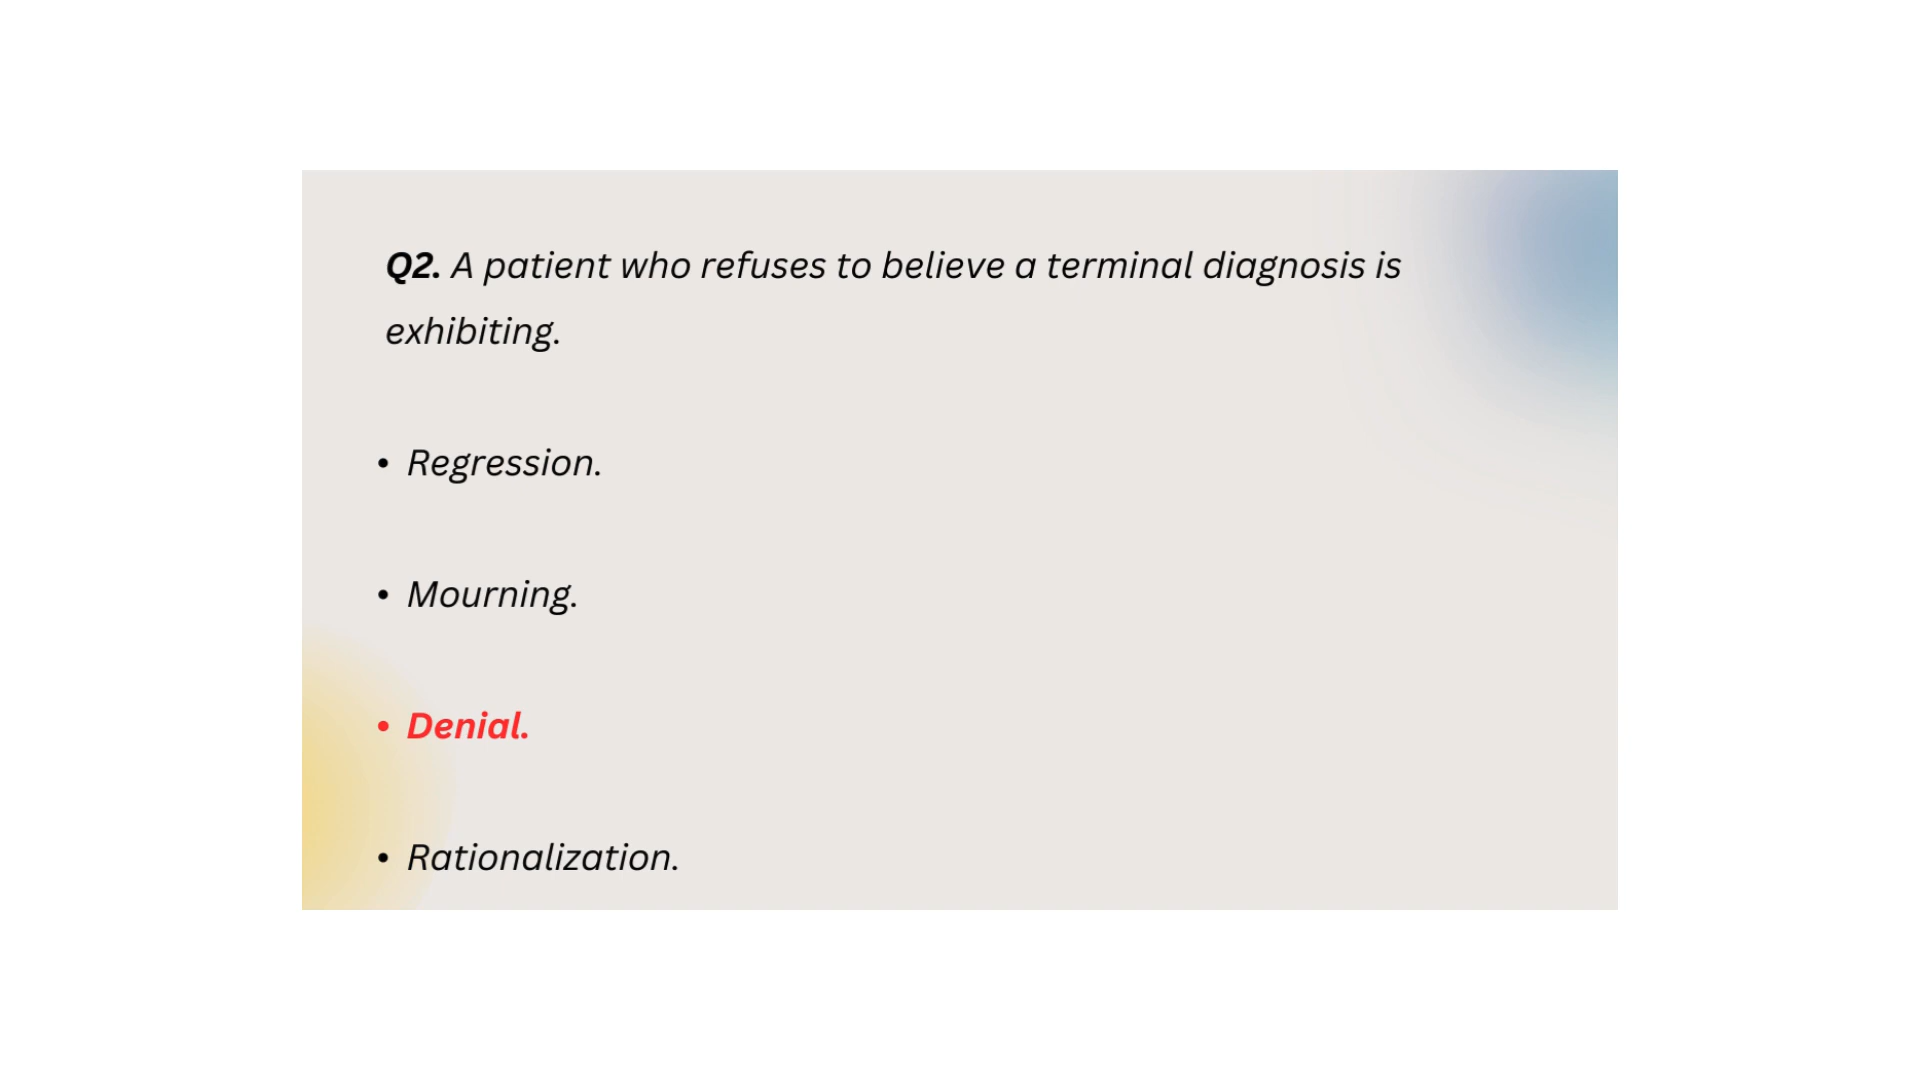 Q2. A patient who refuses to believe a terminal diagnosis is
exhibiting.
• Regression.
• Mourning.
• Denial.
• Rationalization.